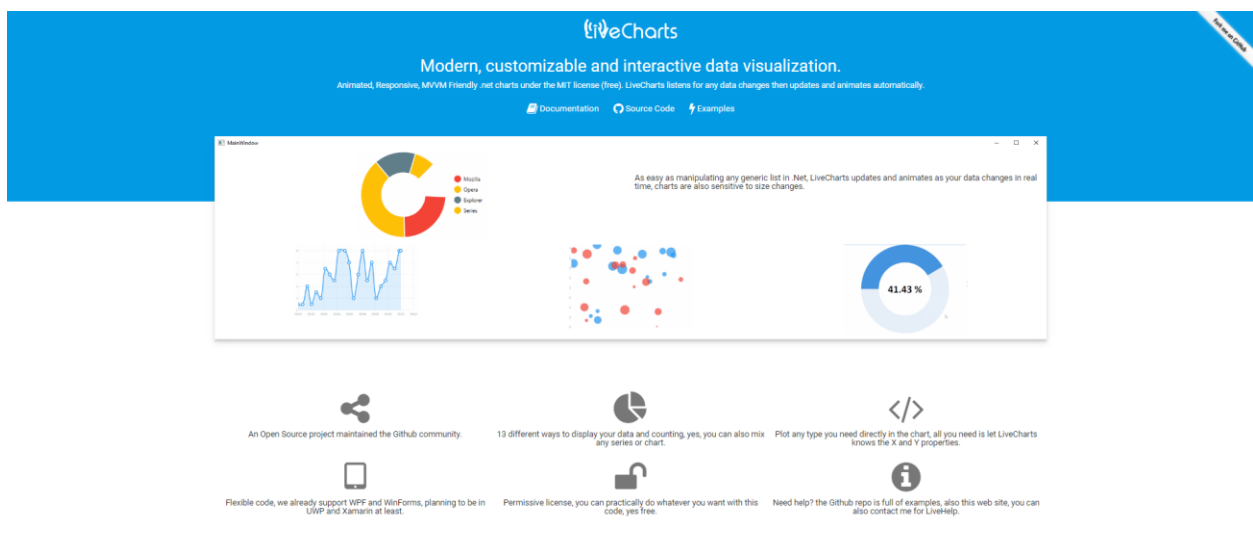 LiveCharts
Fork me on GitHub
Modern, customizable and interactive data visualization.
Animated, Responsive, MVVM Friendly .net charts under the MIT license (free). LiveCharts listens for any data changes then updates and animates automatically.
Documentation Source Code Examples
MainWindow
Mozilla
Opera
Explorer
Series
As easy as manipulating any generic list in .Net, LiveCharts updates and animates as your data changes in real
time, charts are also sensitive to size changes.
41.43 %
An Open Source project maintained the Github community.
13 different ways to display your data and counting, yes, you can also mix
any series or chart.
Plot any type you need directly in the chart, all you need is let LiveCharts
knows the X and Y properties.
Flexible code, we already support WPF and WinForms, planning to be in
UWP and Xamarin at least.
Permissive license, you can practically do whatever you want with this
code, yes free.
Need help? the Github repo is full of examples, also this web site, you can
also contact me for LiveHelp.